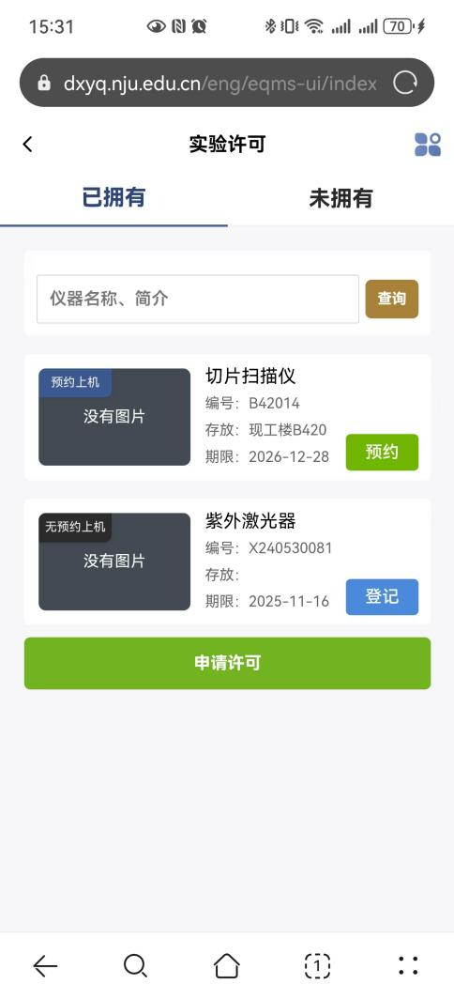 15:31
70
dxyq.nju.edu.cn/eng/eqms-ui/index
实验许可
已拥有
未拥有
仪器名称、简介
查询
预约上机
没有图片
切片扫描仪
编号：B42014
存放：现工楼B420
期限：2026-12-28
预约
无预约上机
没有图片
紫外激光器
编号：X240530081
存放：
期限：2025-11-16
登记
申请许可
1